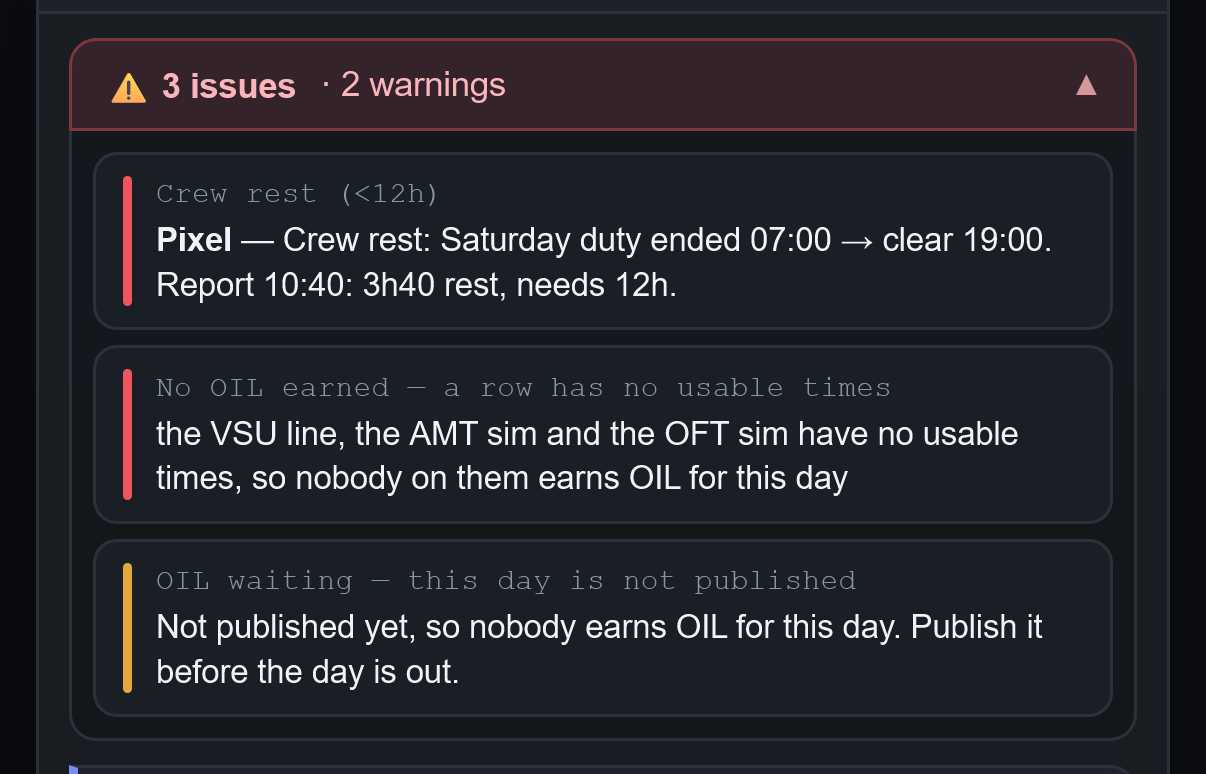 ⚠️ 3 issues · 2 warnings ▲
Crew rest (<12h)
Pixel — Crew rest: Saturday duty ended 07:00 → clear 19:00.
Report 10:40: 3h40 rest, needs 12h.
No OIL earned — a row has no usable times
the VSU line, the AMT sim and the OFT sim have no usable
times, so nobody on them earns OIL for this day
OIL waiting — this day is not published
Not published yet, so nobody earns OIL for this day. Publish it
before the day is out.